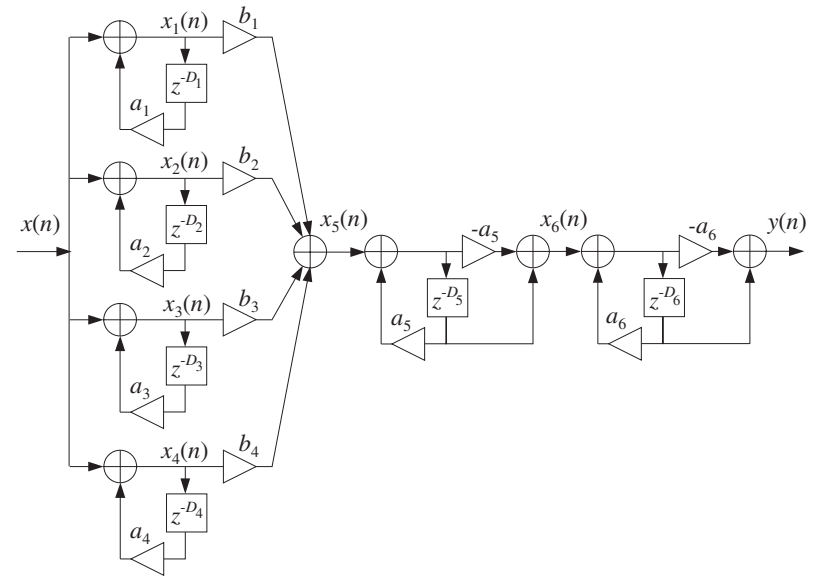 x₁(n) b₁
z⁻ᴰ¹
a₁
x₂(n) b₂
z⁻ᴰ²
a₂
x(n)
x₃(n) b₃
z⁻ᴰ³
a₃
x₄(n) b₄
z⁻ᴰ⁴
a₄
x₅(n) -a₅ x₆(n) -a₆ y(n)
z⁻ᴰ⁵ z⁻ᴰ⁶
a₅ a₆